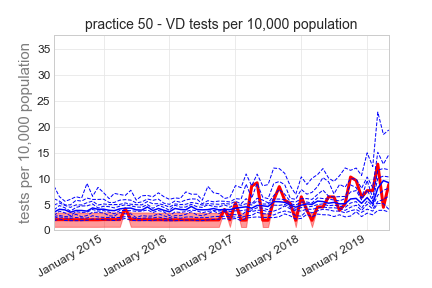 practice 50 - VD tests per 10,000 population
tests per 10,000 population
35
30
25
20
15
10
5
0
January 2015
January 2016
January 2017
January 2018
January 2019